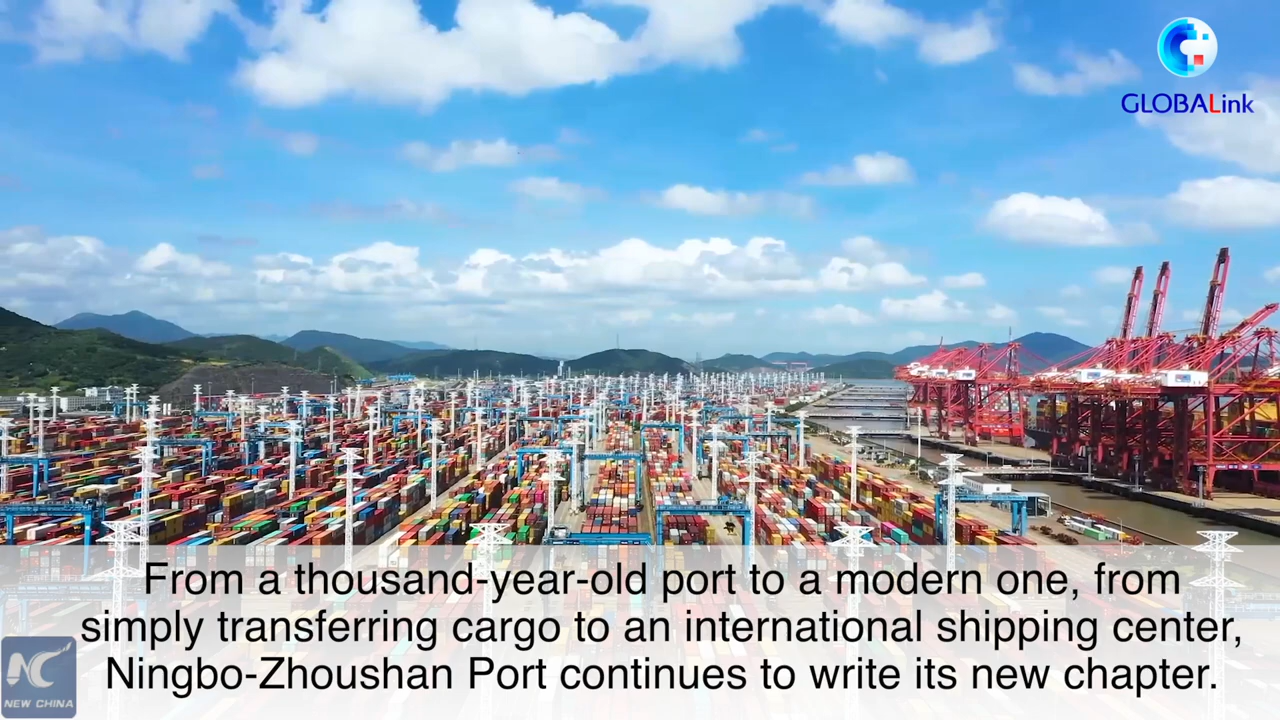 GLOBALink
From a thousand-year-old port to a modern one, from
simply transferring cargo to an international shipping center,
Ningbo-Zhoushan Port continues to write its new chapter.
NEW CHINA